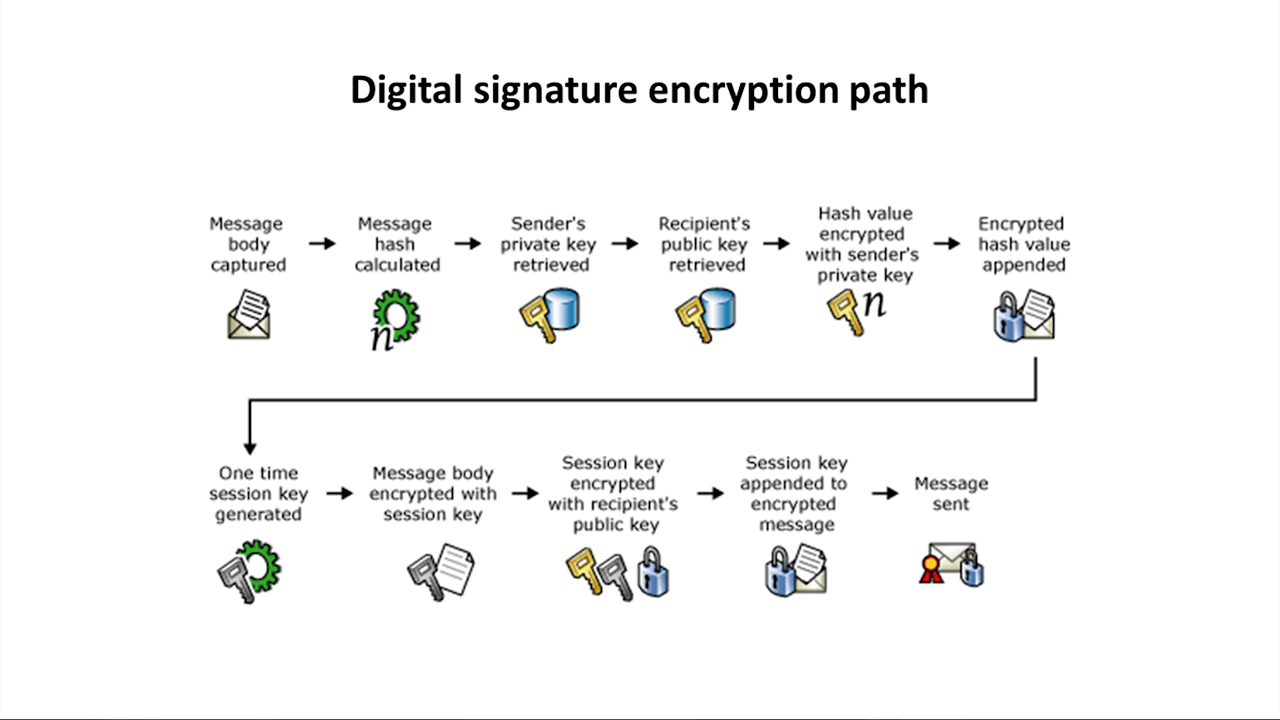 Digital signature encryption path
Message
body
captured
Message
hash
calculated
Sender's
private key
retrieved
Recipient's
public key
retrieved
Hash value
encrypted
with sender's
private key
Encrypted
hash value
appended
n
n
One time
session key
generated
Message body
encrypted with
session key
Session key
encrypted
with recipient's
public key
Session key
appended to
encrypted
message
Message
sent